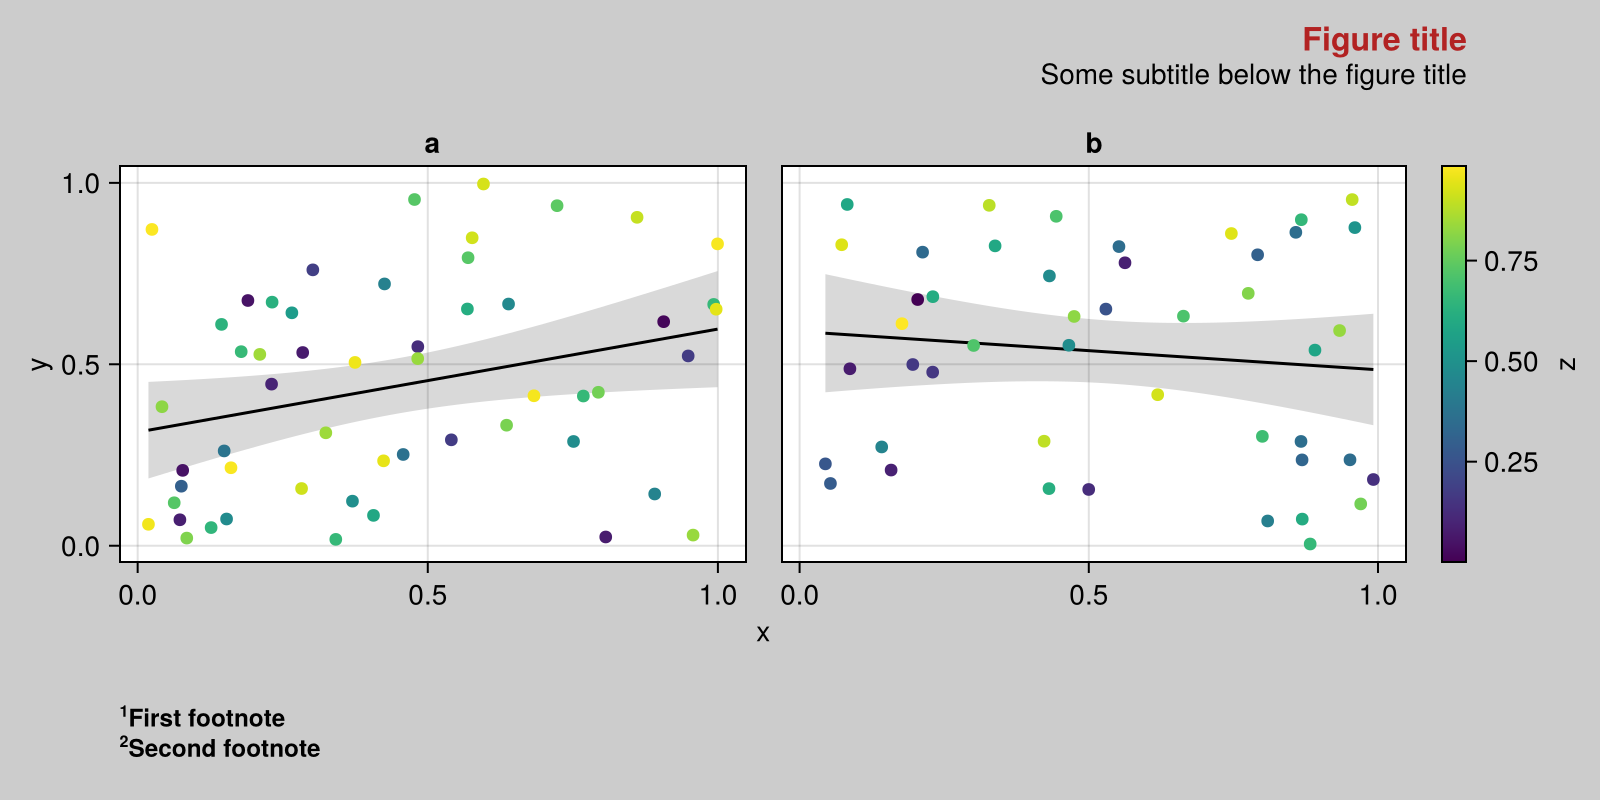 Figure title
Some subtitle below the figure title
a
b
1.0
0.5
0.0
y
0.0
0.5
1.0
0.0
0.5
1.0
x
0.75
0.50
0.25
z
¹First footnote
²Second footnote